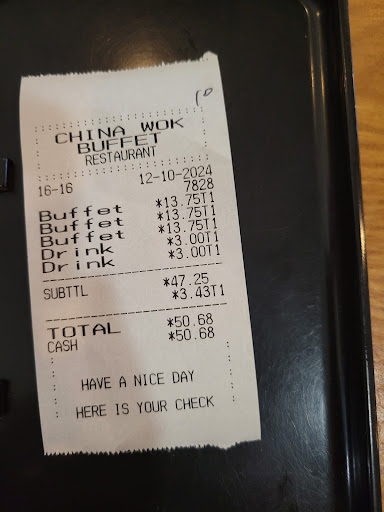 10
CHINA WOK
BUFFET
RESTAURANT
16-16 12-10-2024
7828
Buffet *13.75T1
Buffet *13.75T1
Buffet *13.75T1
Drink *3.00T1
Drink *3.00T1
SUBTTL *47.25
*3.43T1
TOTAL *50.68
CASH *50.68
HAVE A NICE DAY
HERE IS YOUR CHECK